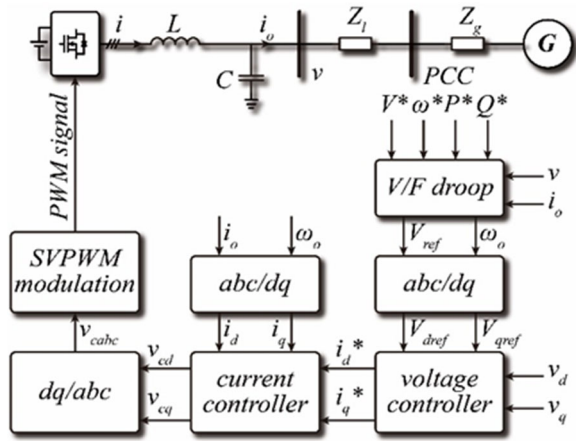 i
L
i_o
C
v
Z_l
Z_g
G
PCC
V* ω* P* Q*
PWM signal
V/F droop
v
i_o
i_o
ω_o
V_ref
ω_o
SVPWM
modulation
abc/dq
abc/dq
v_cabc
i_d
i_q
V_dref
V_qref
dq/abc
v_cd
v_cq
current
controller
i_d*
i_q*
voltage
controller
v_d
v_q